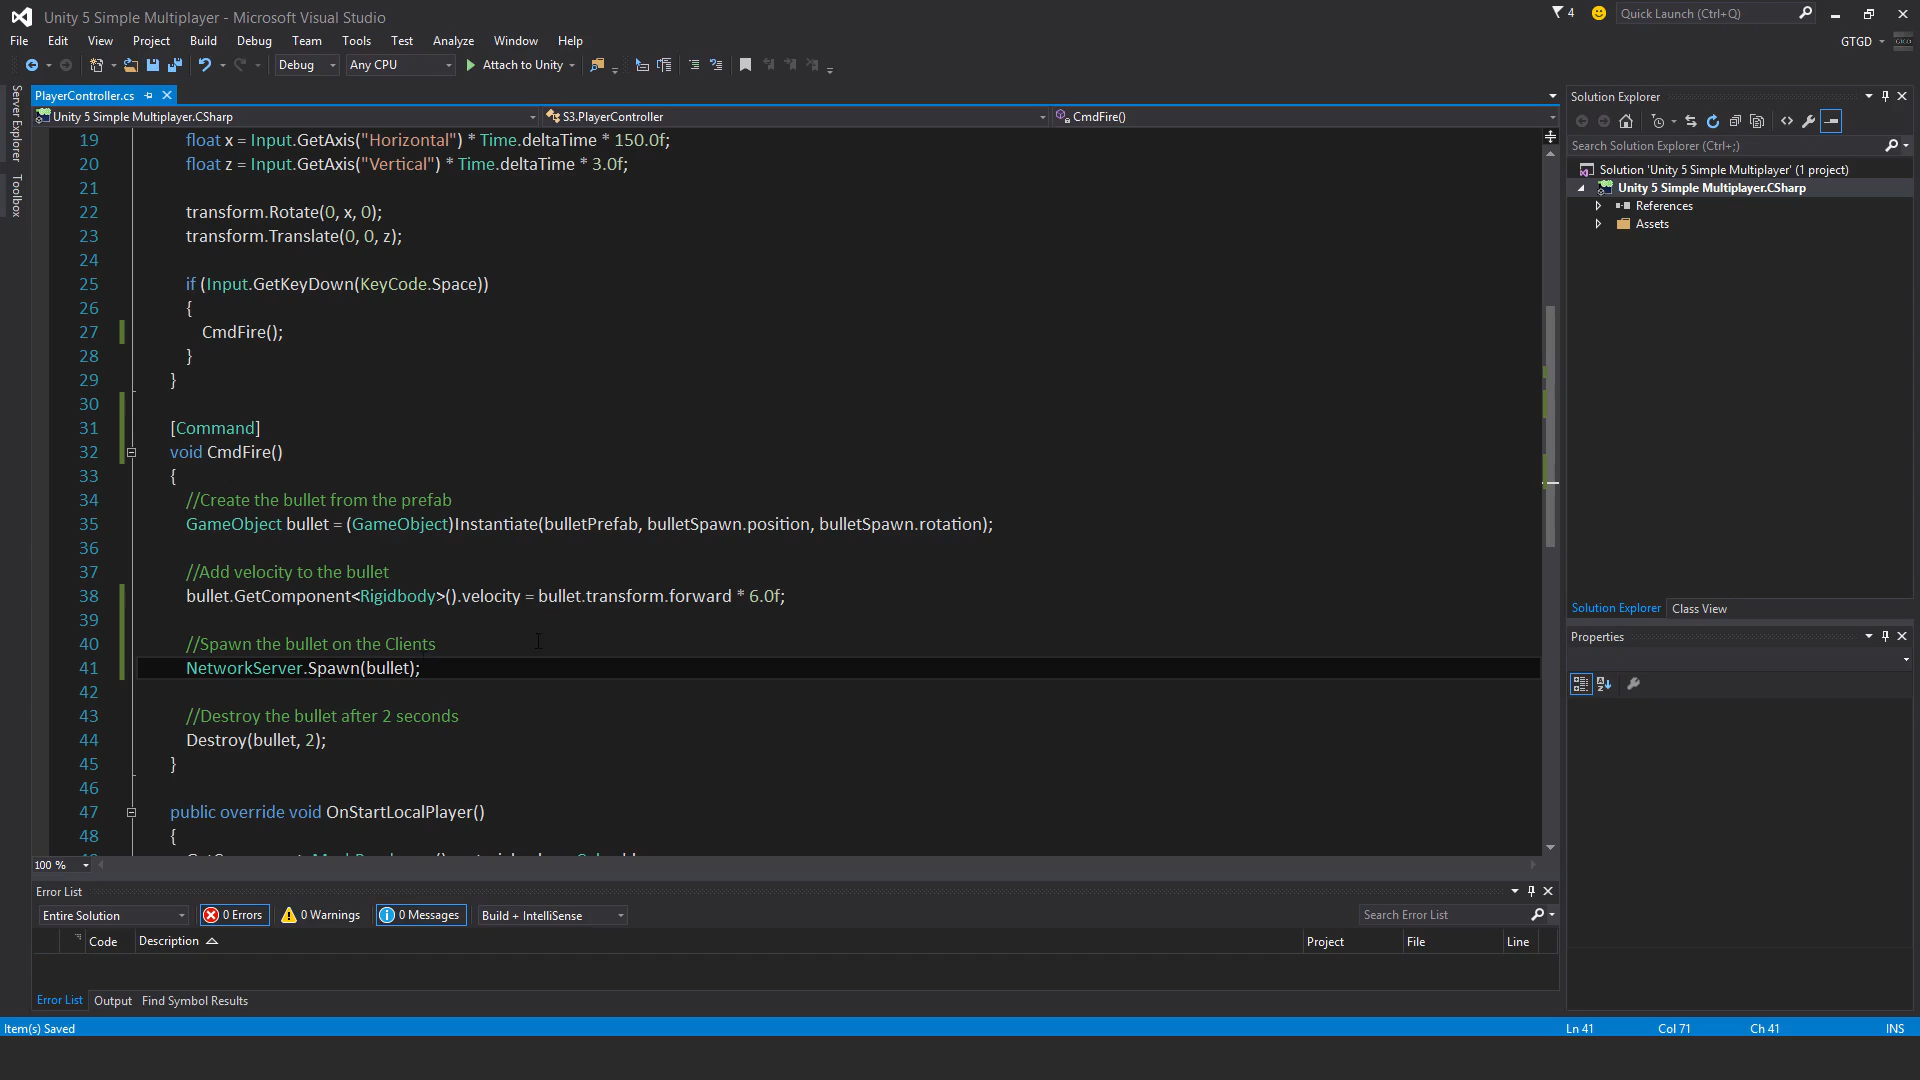 Unity 5 Simple Multiplayer - Microsoft Visual Studio
4
Quick Launch (Ctrl+Q)
File Edit View Project Build Debug Team Tools Test Analyze Window Help
GTGD
Debug Any CPU Attach to Unity
Server Explorer
Toolbox
PlayerController.cs
Unity 5 Simple Multiplayer.CSharp S3.PlayerController CmdFire()
19 float x = Input.GetAxis("Horizontal") * Time.deltaTime * 150.0f;
20 float z = Input.GetAxis("Vertical") * Time.deltaTime * 3.0f;
21
22 transform.Rotate(0, x, 0);
23 transform.Translate(0, 0, z);
24
25 if (Input.GetKeyDown(KeyCode.Space))
26 {
27 CmdFire();
28 }
29 }
30
31 [Command]
32 void CmdFire()
33 {
34 //Create the bullet from the prefab
35 GameObject bullet = (GameObject)Instantiate(bulletPrefab, bulletSpawn.position, bulletSpawn.rotation);
36
37 //Add velocity to the bullet
38 bullet.GetComponent<Rigidbody>().velocity = bullet.transform.forward * 6.0f;
39
40 //Spawn the bullet on the Clients
41 NetworkServer.Spawn(bullet);
42
43 //Destroy the bullet after 2 seconds
44 Destroy(bullet, 2);
45 }
46
47 public override void OnStartLocalPlayer()
48 {
100 %
Error List
Entire Solution 0 Errors 0 Warnings 0 Messages Build + IntelliSense Search Error List
Code Description Project File Line
Error List Output Find Symbol Results
Solution Explorer
Search Solution Explorer (Ctrl+;)
Solution 'Unity 5 Simple Multiplayer' (1 project)
Unity 5 Simple Multiplayer.CSharp
References
Assets
Solution Explorer Class View
Properties
Item(s) Saved Ln 41 Col 71 Ch 41 INS